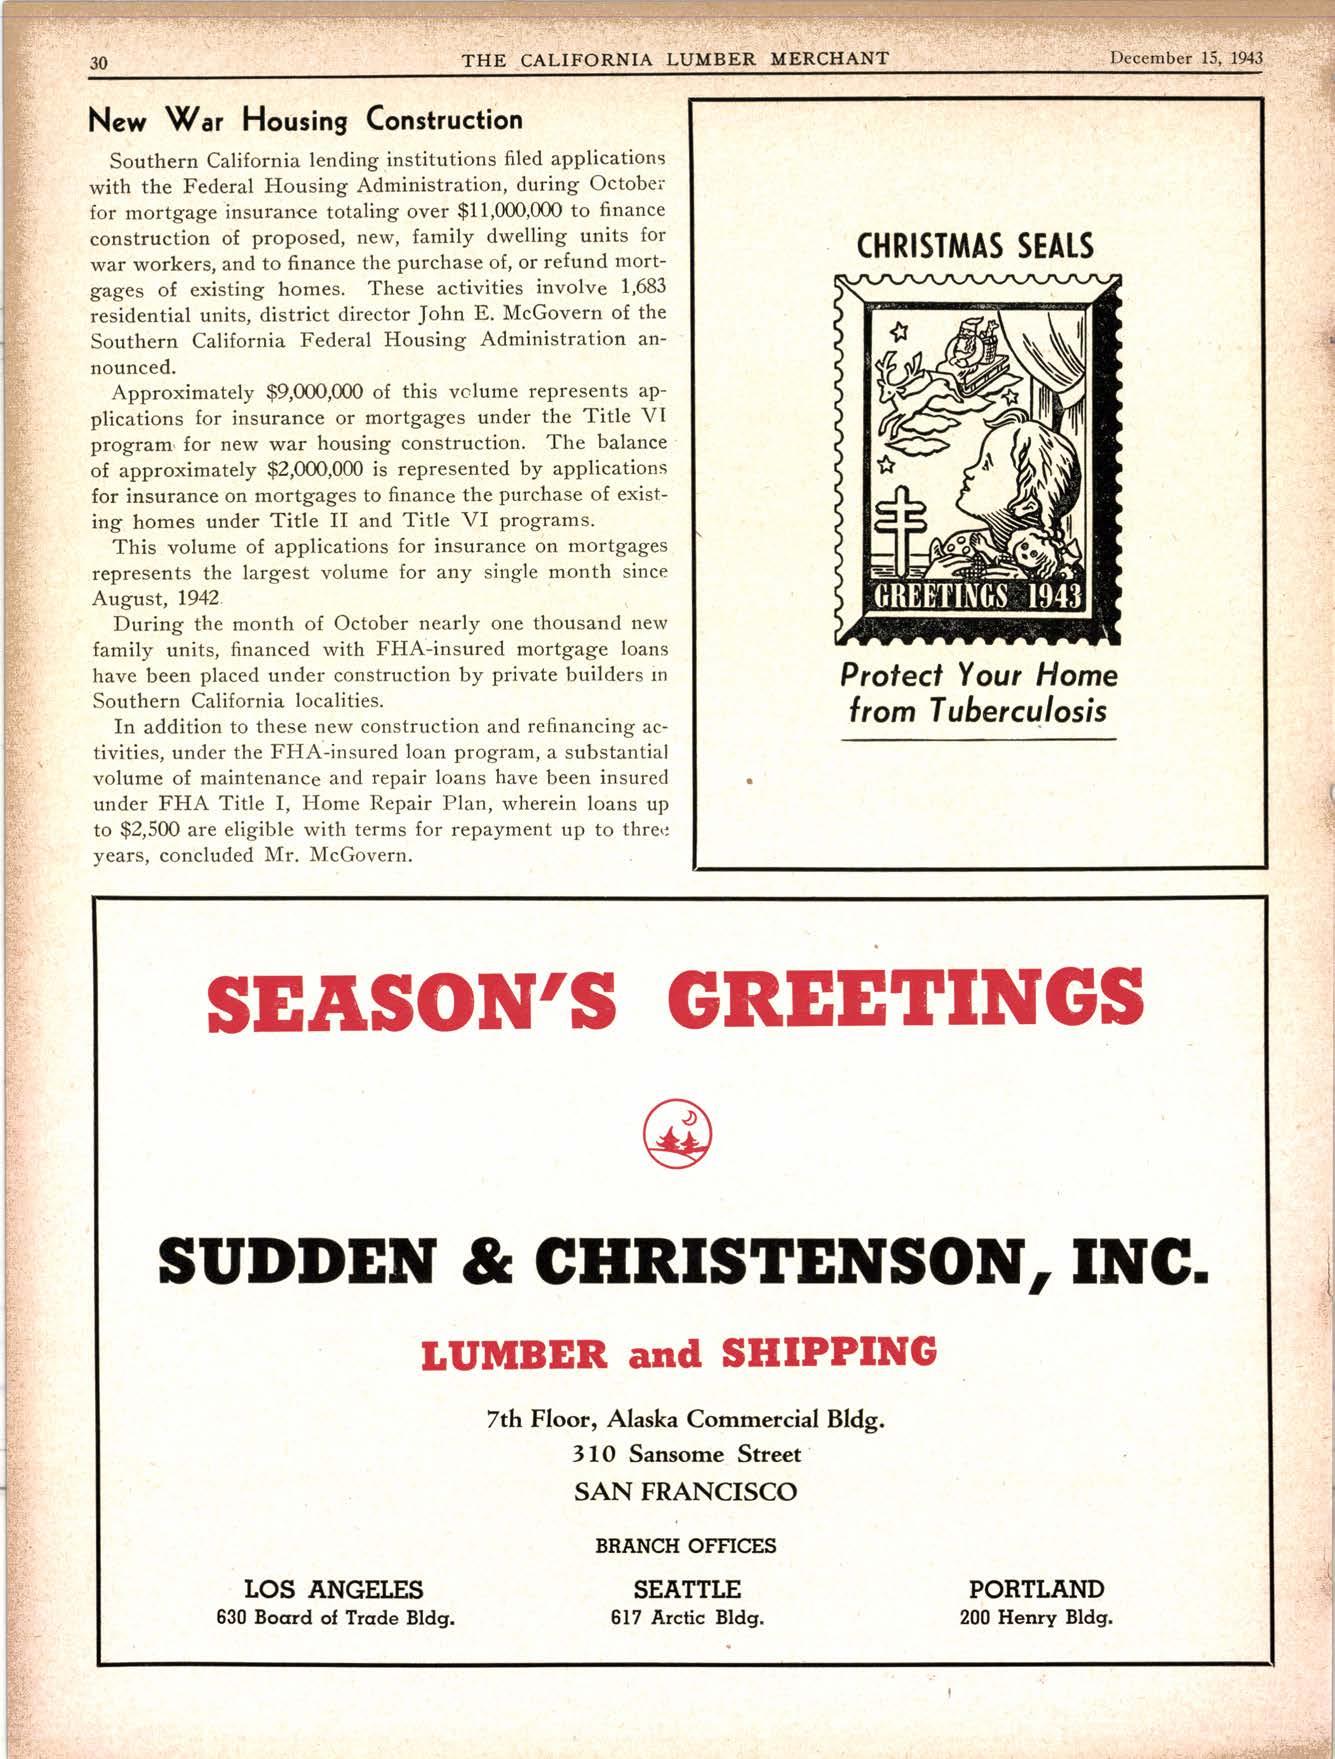 30
THE CALIFORNIA LUMBER MERCHANT
December 15, 1943
New War Housing Construction
Southern California lending institutions filed applications
with the Federal Housing Administration, during October
for mortgage insurance totaling over $11,000,000 to finance
construction of proposed, new, family dwelling units for
war workers, and to finance the purchase of, or refund mort-
gages of existing homes. These activities involve 1,683
residential units, district director John E. McGovern of the
Southern California Federal Housing Administration an-
nounced.
Approximately $9,000,000 of this volume represents ap-
plications for insurance or mortgages under the Title VI
program for new war housing construction. The balance
of approximately $2,000,000 is represented by applications
for insurance on mortgages to finance the purchase of exist-
ing homes under Title II and Title VI programs.
This volume of applications for insurance on mortgages
represents the largest volume for any single month since
August, 1942.
During the month of October nearly one thousand new
family units, financed with FHA-insured mortgage loans
have been placed under construction by private builders in
Southern California localities.
In addition to these new construction and refinancing ac-
tivities, under the FHA-insured loan program, a substantial
volume of maintenance and repair loans have been insured
under FHA Title I, Home Repair Plan, wherein loans up
to $2,500 are eligible with terms for repayment up to three
years, concluded Mr. McGovern.
CHRISTMAS SEALS
GREETINGS 1943
Protect Your Home
from Tuberculosis
SEASON'S GREETINGS
SUDDEN & CHRISTENSON, INC.
LUMBER and SHIPPING
7th Floor, Alaska Commercial Bldg.
310 Sansome Street
SAN FRANCISCO
BRANCH OFFICES
LOS ANGELES
630 Board of Trade Bldg.
SEATTLE
617 Arctic Bldg.
PORTLAND
200 Henry Bldg.